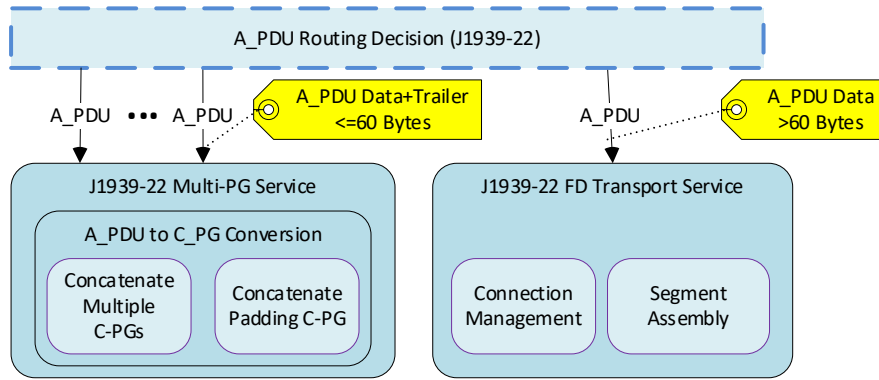 A_PDU Routing Decision (J1939-22)
A_PDU Data+Trailer
<=60 Bytes
A_PDU Data
>60 Bytes
A_PDU ••• A_PDU
A_PDU
J1939-22 Multi-PG Service
A_PDU to C_PG Conversion
Concatenate
Multiple
C-PGs
Concatenate
Padding C-PG
J1939-22 FD Transport Service
Connection
Management
Segment
Assembly